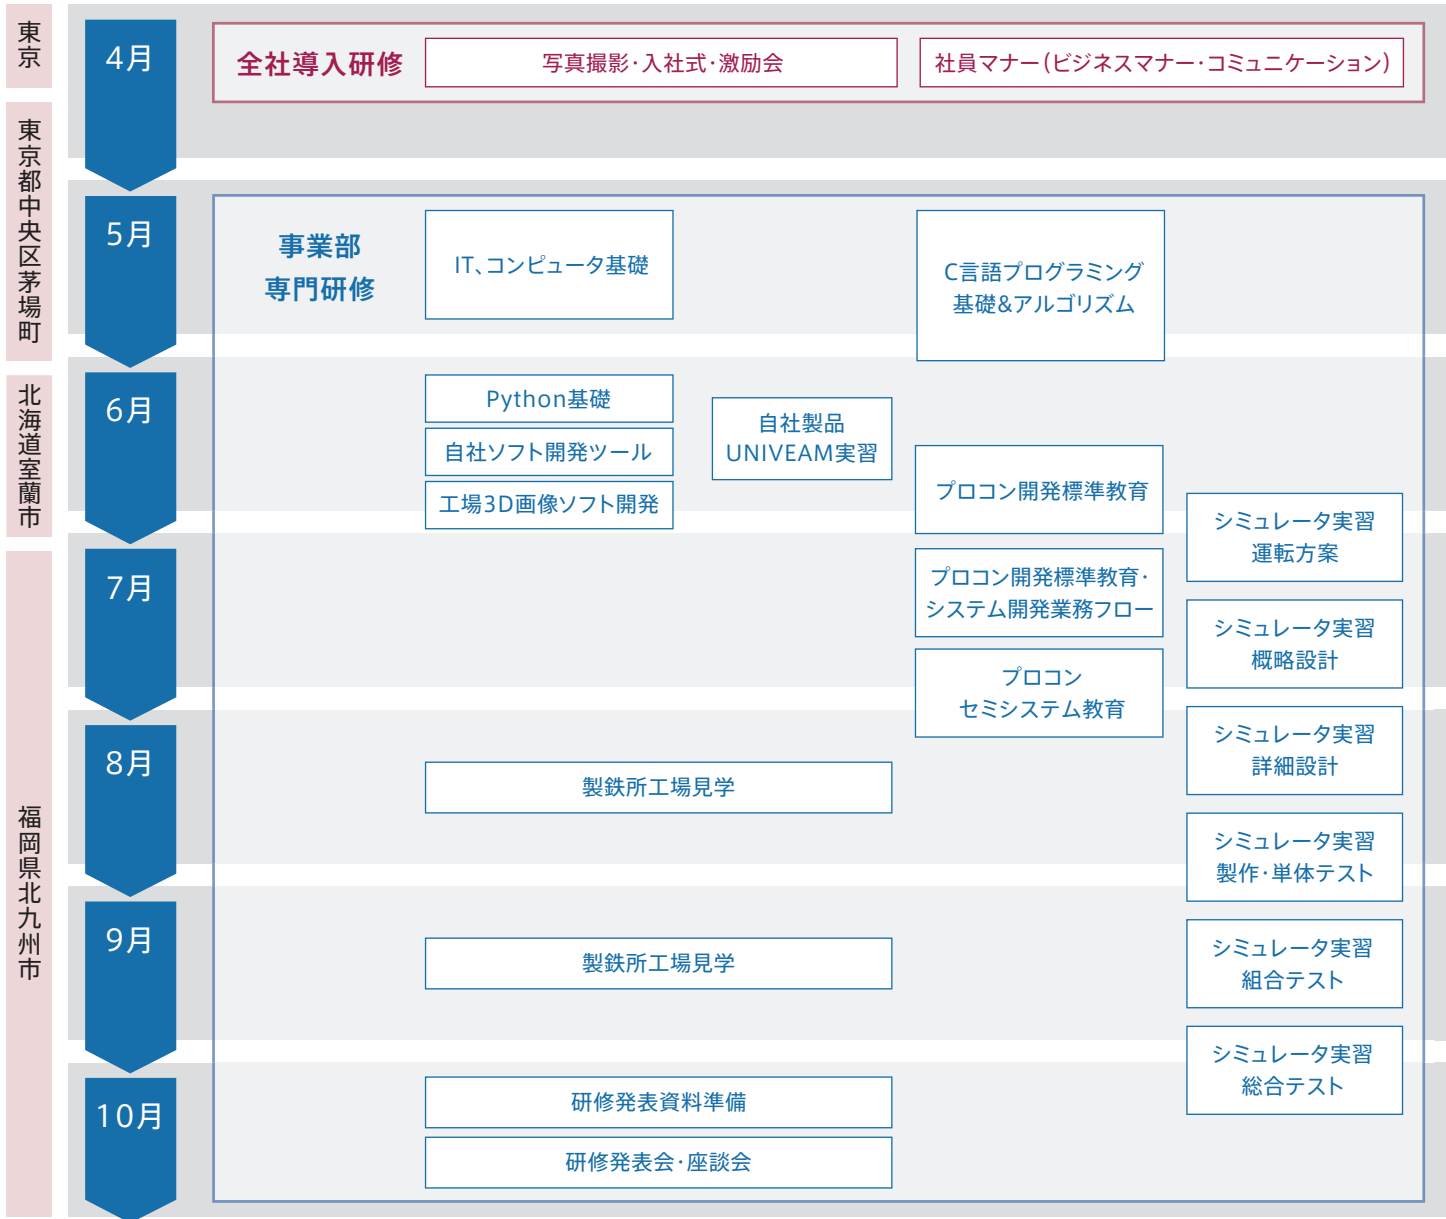 東京
4月
全社導入研修
写真撮影･入社式･激励会
社員マナー(ビジネスマナー･コミュニケーション)
東京都中央区茅場町
5月
事業部
専門研修
IT、コンピュータ基礎
C言語プログラミング
基礎&アルゴリズム
北海道室蘭市
6月
Python基礎
自社ソフト開発ツール
工場3D画像ソフト開発
自社製品
UNIVEAM実習
プロコン開発標準教育
シミュレータ実習
運転方案
福岡県北九州市
7月
プロコン開発標準教育･
システム開発業務フロー
シミュレータ実習
概略設計
プロコン
セミシステム教育
8月
製鉄所工場見学
シミュレータ実習
詳細設計
シミュレータ実習
製作･単体テスト
9月
製鉄所工場見学
シミュレータ実習
組合テスト
シミュレータ実習
総合テスト
10月
研修発表資料準備
研修発表会･座談会